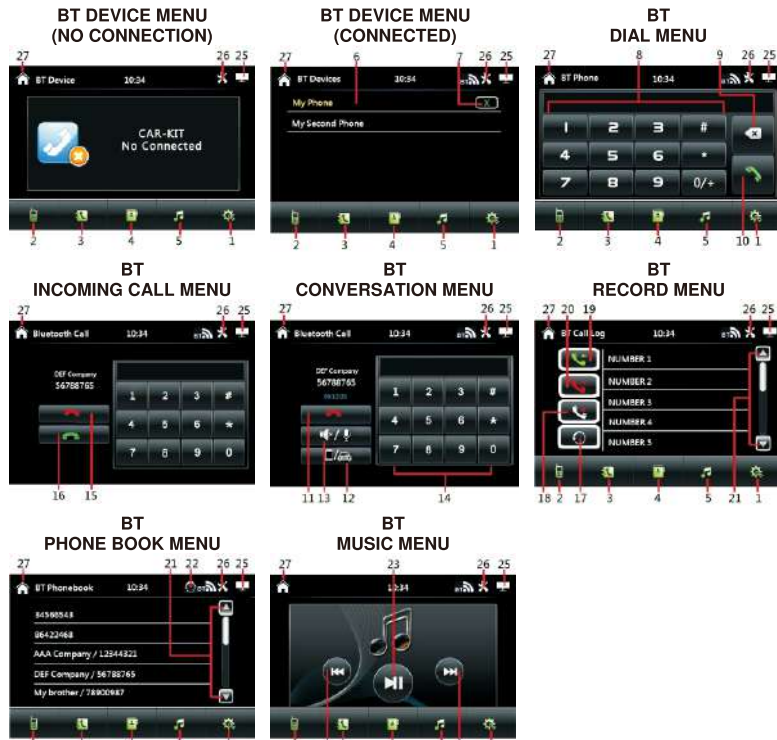 BT DEVICE MENU
(NO CONNECTION)
27 26 25
BT Device 10:34
CAR-KIT
No Connected
2 3 4 5 1
BT DEVICE MENU
(CONNECTED)
27 6 7 26 25
BT Devices 10:34 BT
My Phone X
My Second Phone
2 3 4 5 1
BT
DIAL MENU
27 8 9 26 25
BT Phone 10:34 BT
1 2 3 #
4 5 6 *
7 8 9 0/+
2 3 4 5 10 1
BT
INCOMING CALL MENU
27 26 25
Bluetooth Call 10:34 BT
DEF Company
56788765
1 2 3 #
4 5 6 *
7 8 9 0
16 15
BT
CONVERSATION MENU
27 26 25
Bluetooth Call 10:34 BT
DEF Company
56788765
1 2 3 #
4 5 6 *
7 8 9 0
11 13 12 14
BT
RECORD MENU
27 20 19 26 25
BT Call Log 10:34 BT
NUMBER 1
NUMBER 2
NUMBER 3
NUMBER 4
NUMBER 5
18 2 17 3 4 5 21 1
BT
PHONE BOOK MENU
27 21 22 26 25
BT Phonebook 10:34 BT
84568543
86422468
AAA Company / 12344321
DEF Company / 56788765
My brother / 78900987
BT
MUSIC MENU
27 23 26 25
10:34 BT